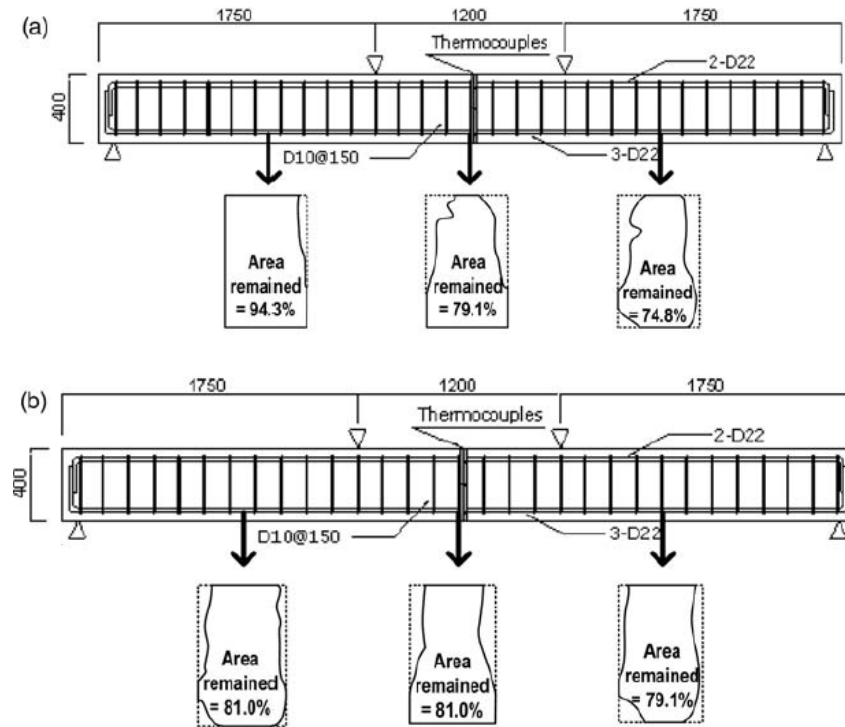 (a)
1750 1200 1750
Thermocouples
2-D22
400
D10@150
3-D22
Area
remained
= 94.3%
Area
remained
= 79.1%
Area
remained
= 74.8%
(b)
1750 1200 1750
Thermocouples
2-D22
400
D10@150
3-D22
Area
remained
= 81.0%
Area
remained
= 81.0%
Area
remained
= 79.1%